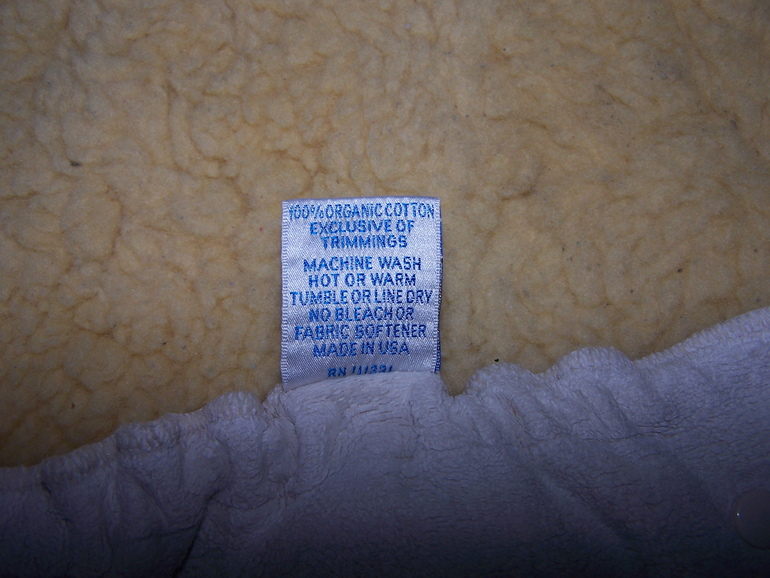 100% ORGANIC COTTON
EXCLUSIVE OF
TRIMMINGS
MACHINE WASH
HOT OR WARM
TUMBLE OR LINE DRY
NO BLEACH OR
FABRIC SOFTENER
MADE IN USA
RN